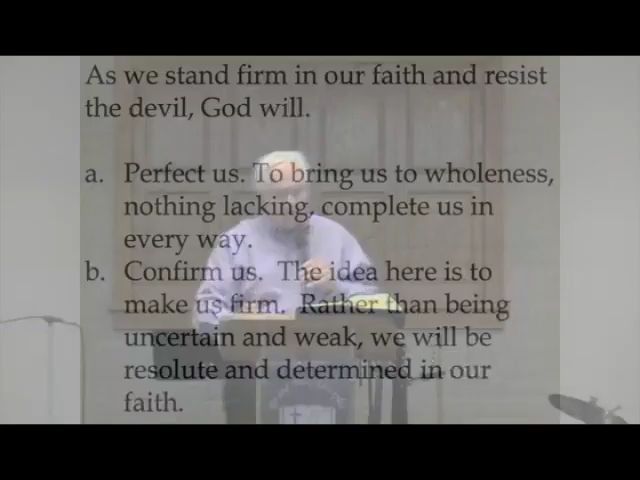 As we stand firm in our faith and resist
the devil, God will.
a. Perfect us. To bring us to wholeness,
nothing lacking, complete us in
every way.
b. Confirm us. The idea here is to
make us firm. Rather than being
uncertain and weak, we will be
resolute and determined in our
faith.